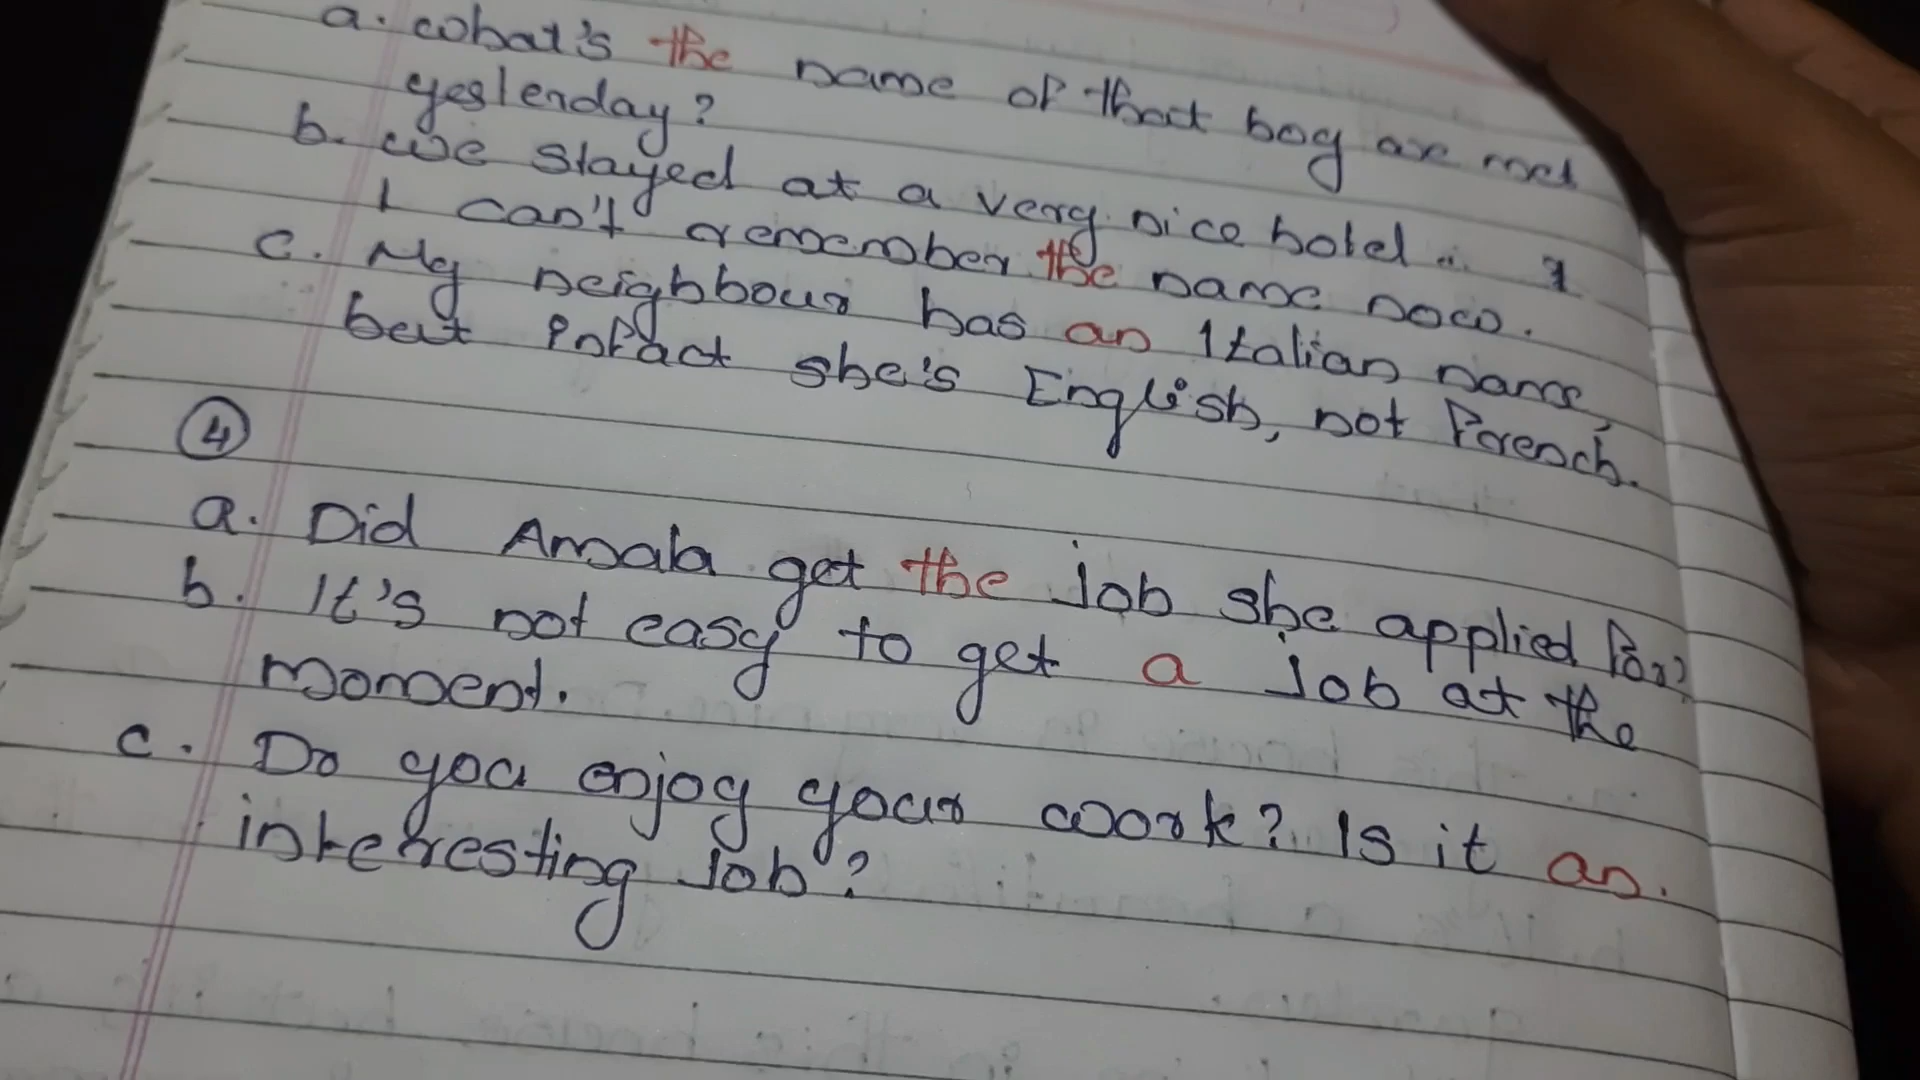 a. What's the name of that boy we met
yesterday?
b. We stayed at a very nice hotel. I
I can't remember the name now.
c. My neighbour has an Italian name,
but infact she's English, not French.
4
a. Did Amala get the job she applied for?
b. It's not easy to get a job at the
moment.
c. Do you enjoy your work? Is it an.
interesting job?